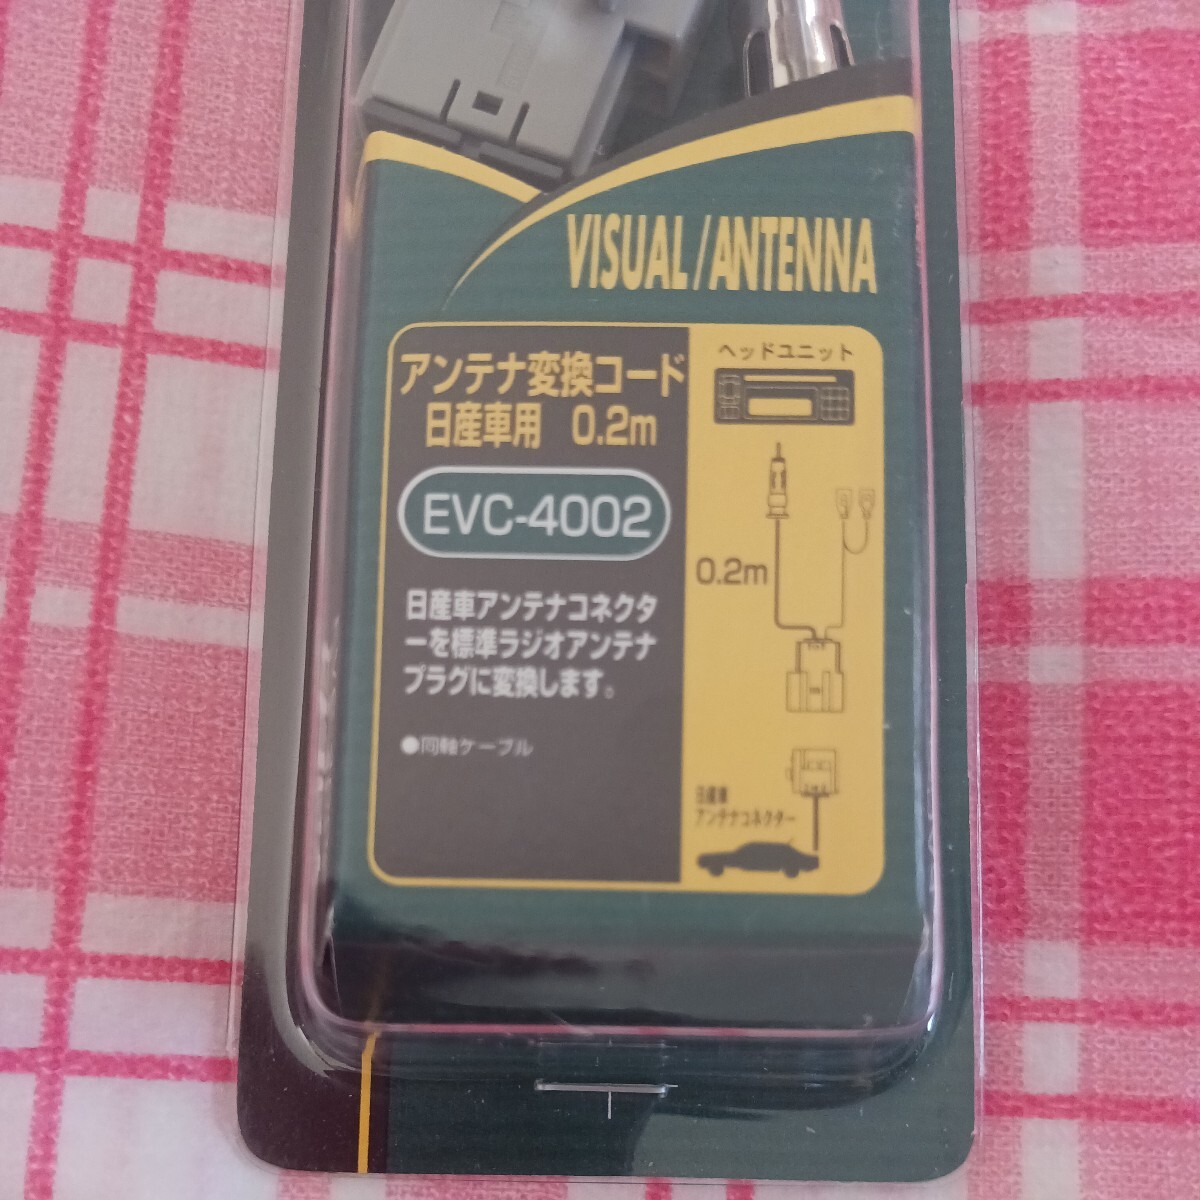 VISUAL/ANTENNA
アンテナ変換コード
日産車用 0.2m
EVC-4002
日産車アンテナコネクタ
ーを標準ラジオアンテナ
プラグに変換します。
●同軸ケーブル
ヘッドユニット
0.2m
日産車
アンテナコネクター